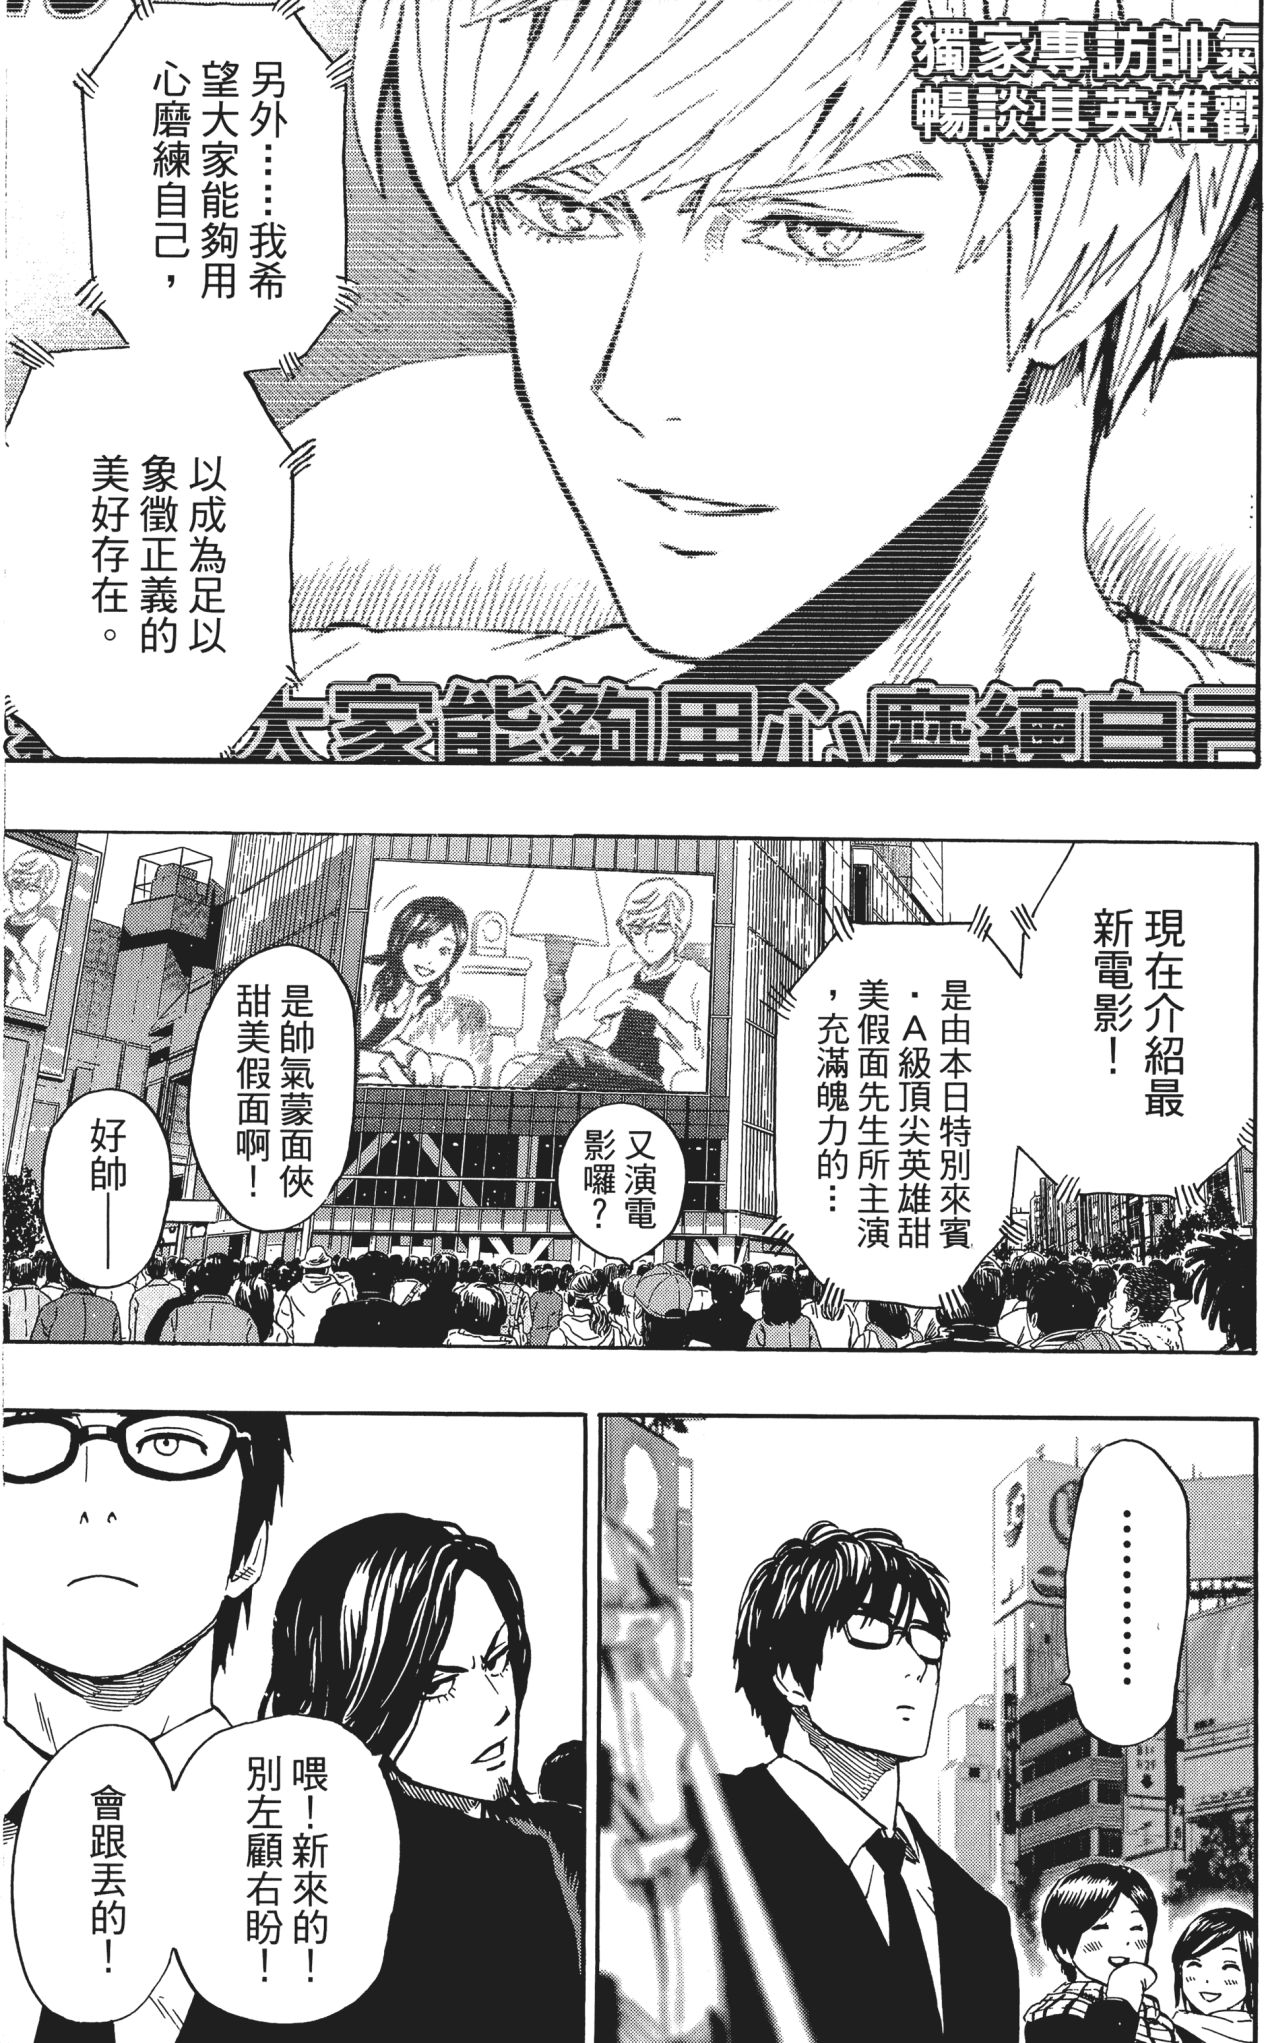 獨家專訪帥氣
暢談其英雄觀
另外……我希
望大家能夠用
心磨練自己，
以成為足以
象徵正義的
美好存在。
大家能夠用心磨練自己
現在介紹最
新電影！
是由本日特別來賓
・A級頂尖英雄甜
美假面先生所主演
，充滿魄力的…
又演電
影囉？
是帥氣蒙面俠
甜美假面啊！
好帥——
…………
喂！新來的！
別左顧右盼！
會跟丟的！